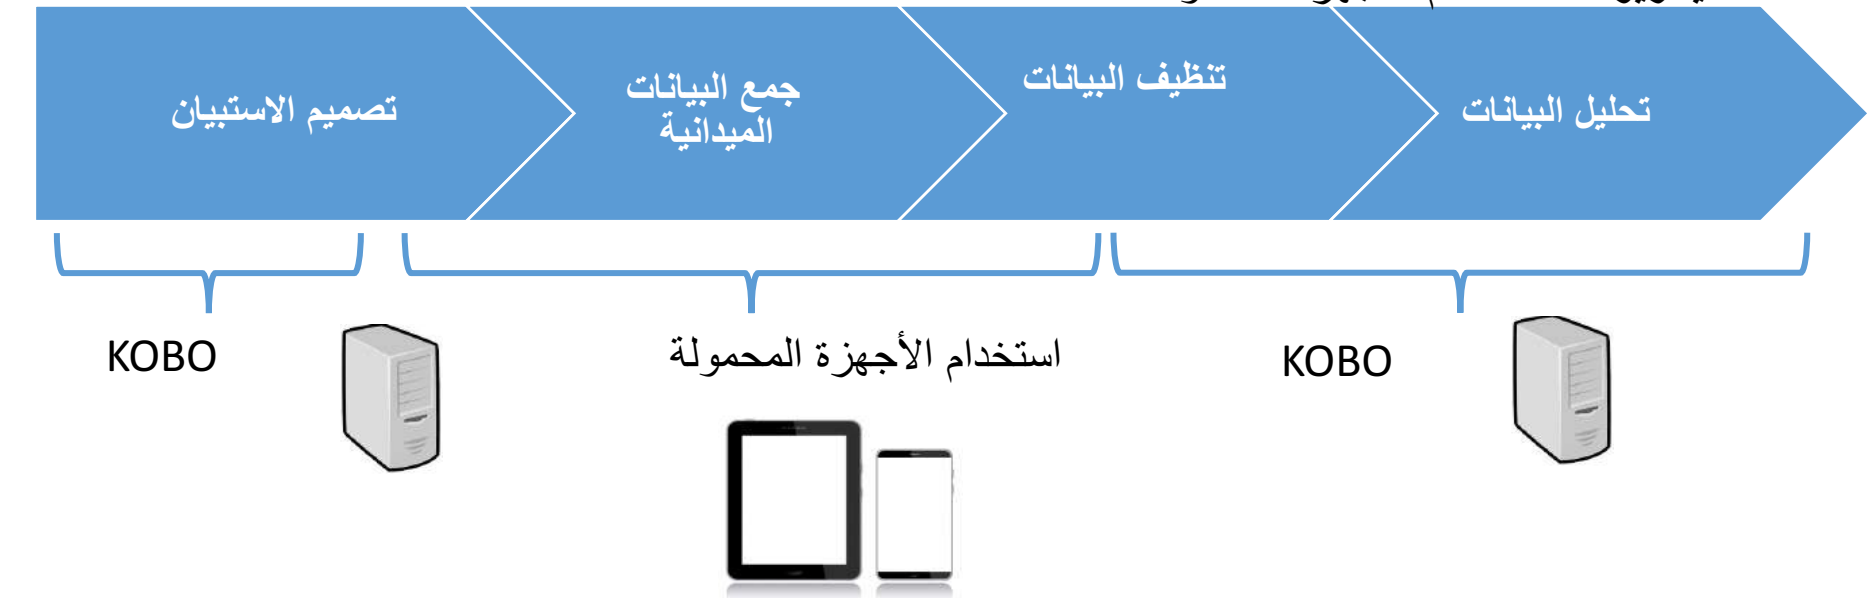 تصميم الاستبيان
جمع البيانات
الميدانية
تنظيف البيانات
تحليل البيانات
KOBO
استخدام الأجهزة المحمولة
KOBO